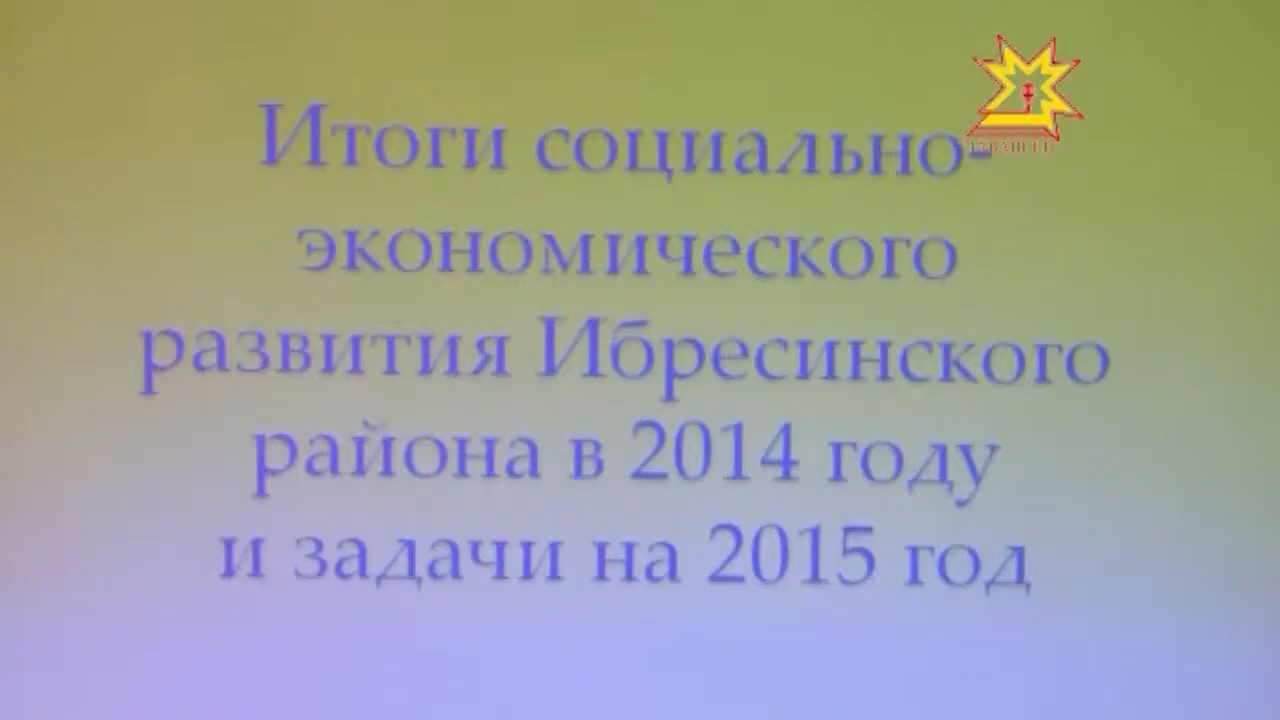 Итоги социально-
экономического
развития Ибресинского
района в 2014 году
и задачи на 2015 год